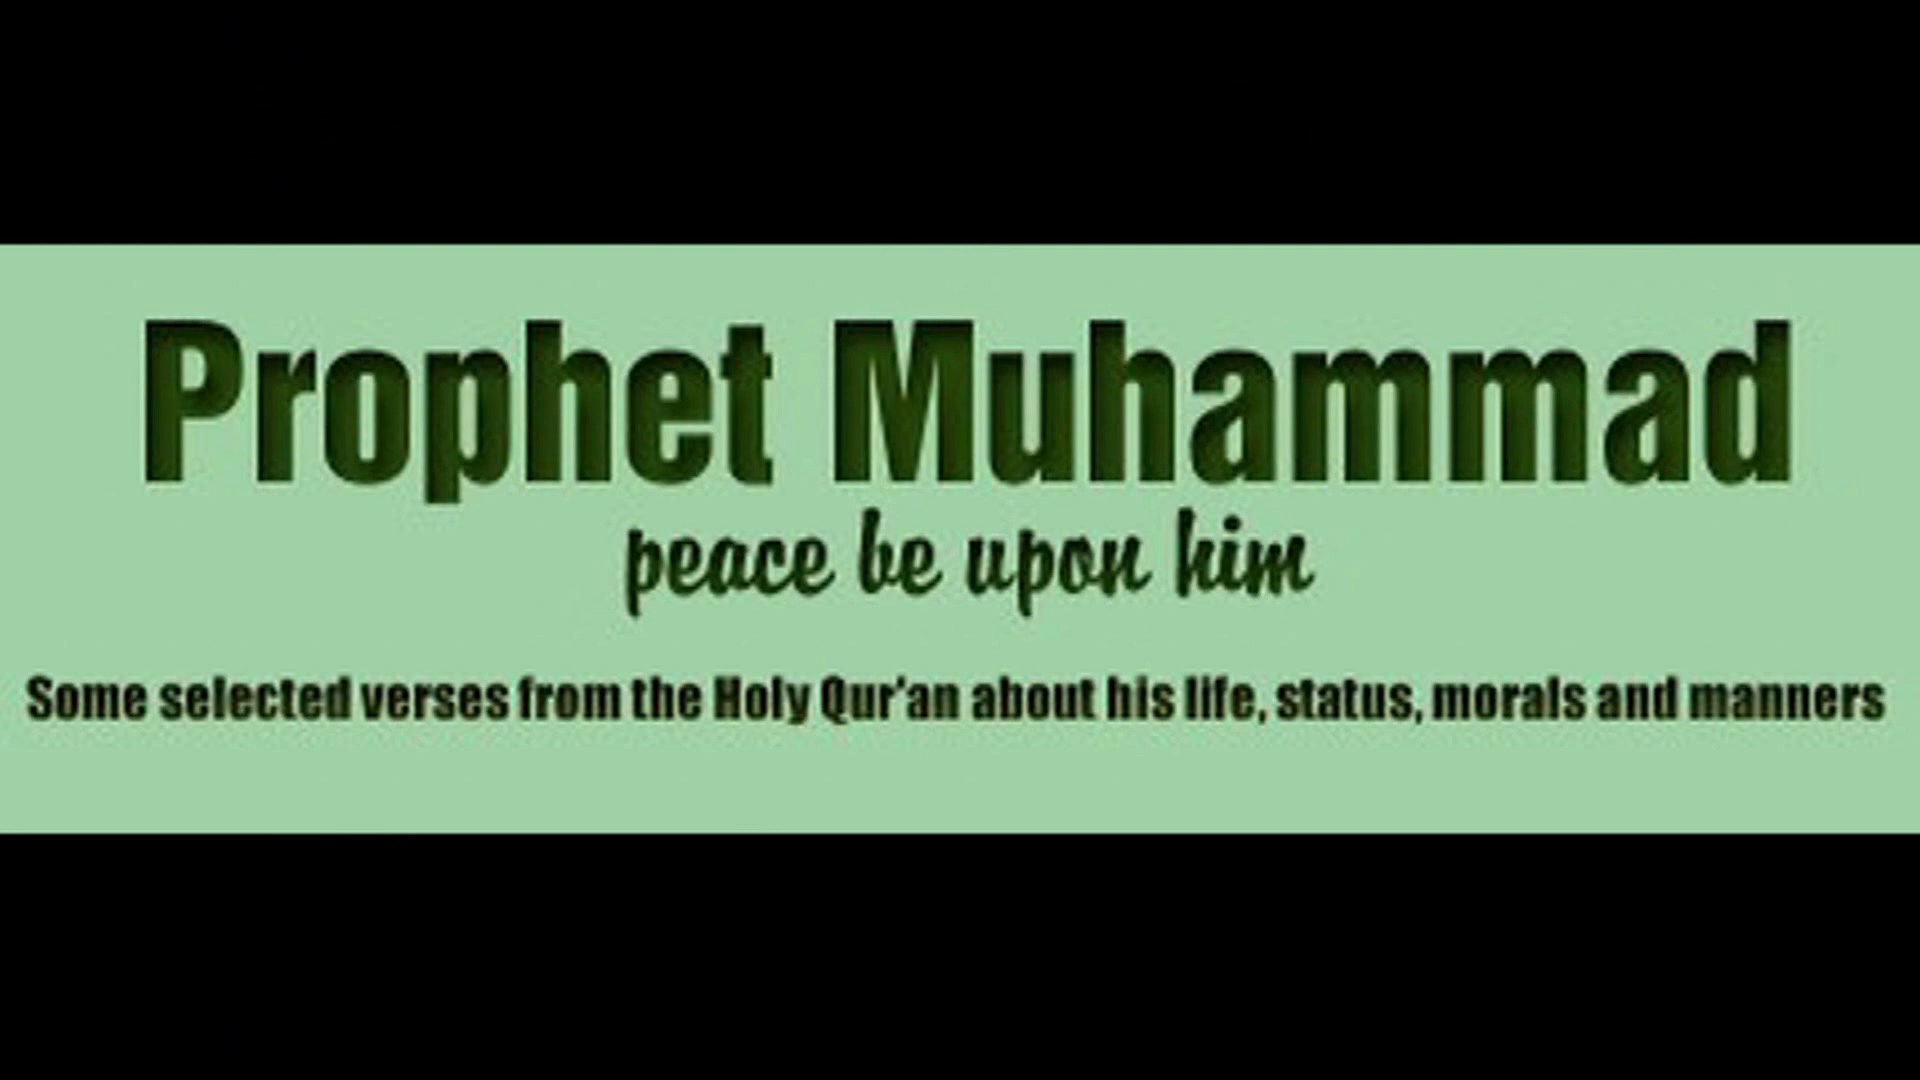 Prophet Muhammad
peace be upon him
Some selected verses from the Holy Qur'an about his life, status, morals and manners